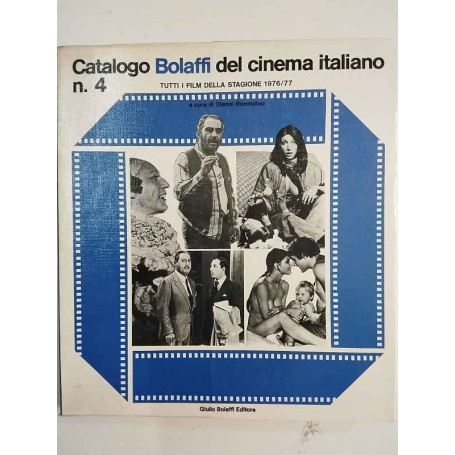 Catalogo Bolaffi del cinema italiano
n. 4
TUTTI I FILM DELLA STAGIONE 1976/77
a cura di Gianni Rondolino
Giulio Bolaffi Editore